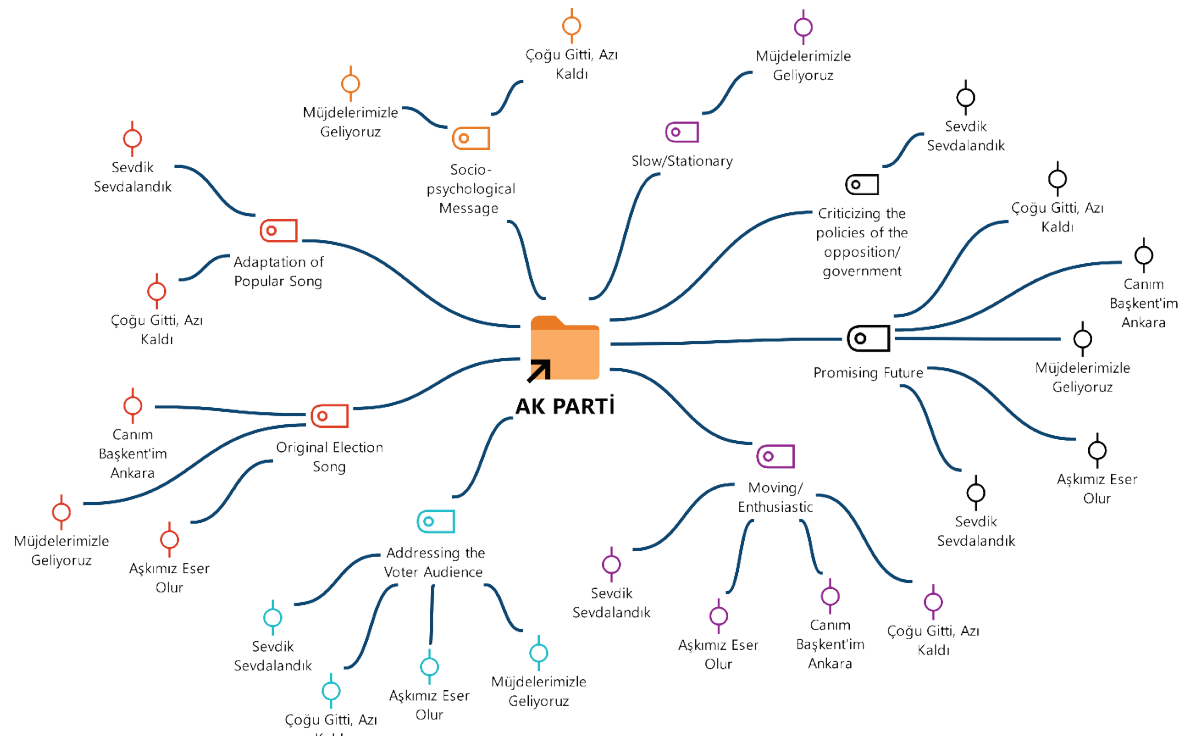 Çoğu Gitti, Azı
Kaldı
Müjdelerimizle
Geliyoruz
Müjdelerimizle
Geliyoruz
Sevdik
Sevdalandık
Sevdik
Sevdalandık
Socio-
psychological
Message
Slow/Stationary
Criticizing the
policies of the
opposition/
government
Çoğu Gitti, Azı
Kaldı
Adaptation of
Popular Song
Çoğu Gitti, Azı
Kaldı
Canım
Başkent'im
Ankara
AK PARTİ
Promising Future
Müjdelerimizle
Geliyoruz
Canım
Başkent'im
Ankara
Original Election
Song
Müjdelerimizle
Geliyoruz
Aşkımız Eser
Olur
Moving/
Enthusiastic
Aşkımız Eser
Olur
Sevdik
Sevdalandık
Addressing the
Voter Audience
Sevdik
Sevdalandık
Çoğu Gitti, Azı
Kaldı
Aşkımız Eser
Olur
Müjdelerimizle
Geliyoruz
Sevdik
Sevdalandık
Aşkımız Eser
Olur
Canım
Başkent'im
Ankara
Çoğu Gitti, Azı
Kaldı